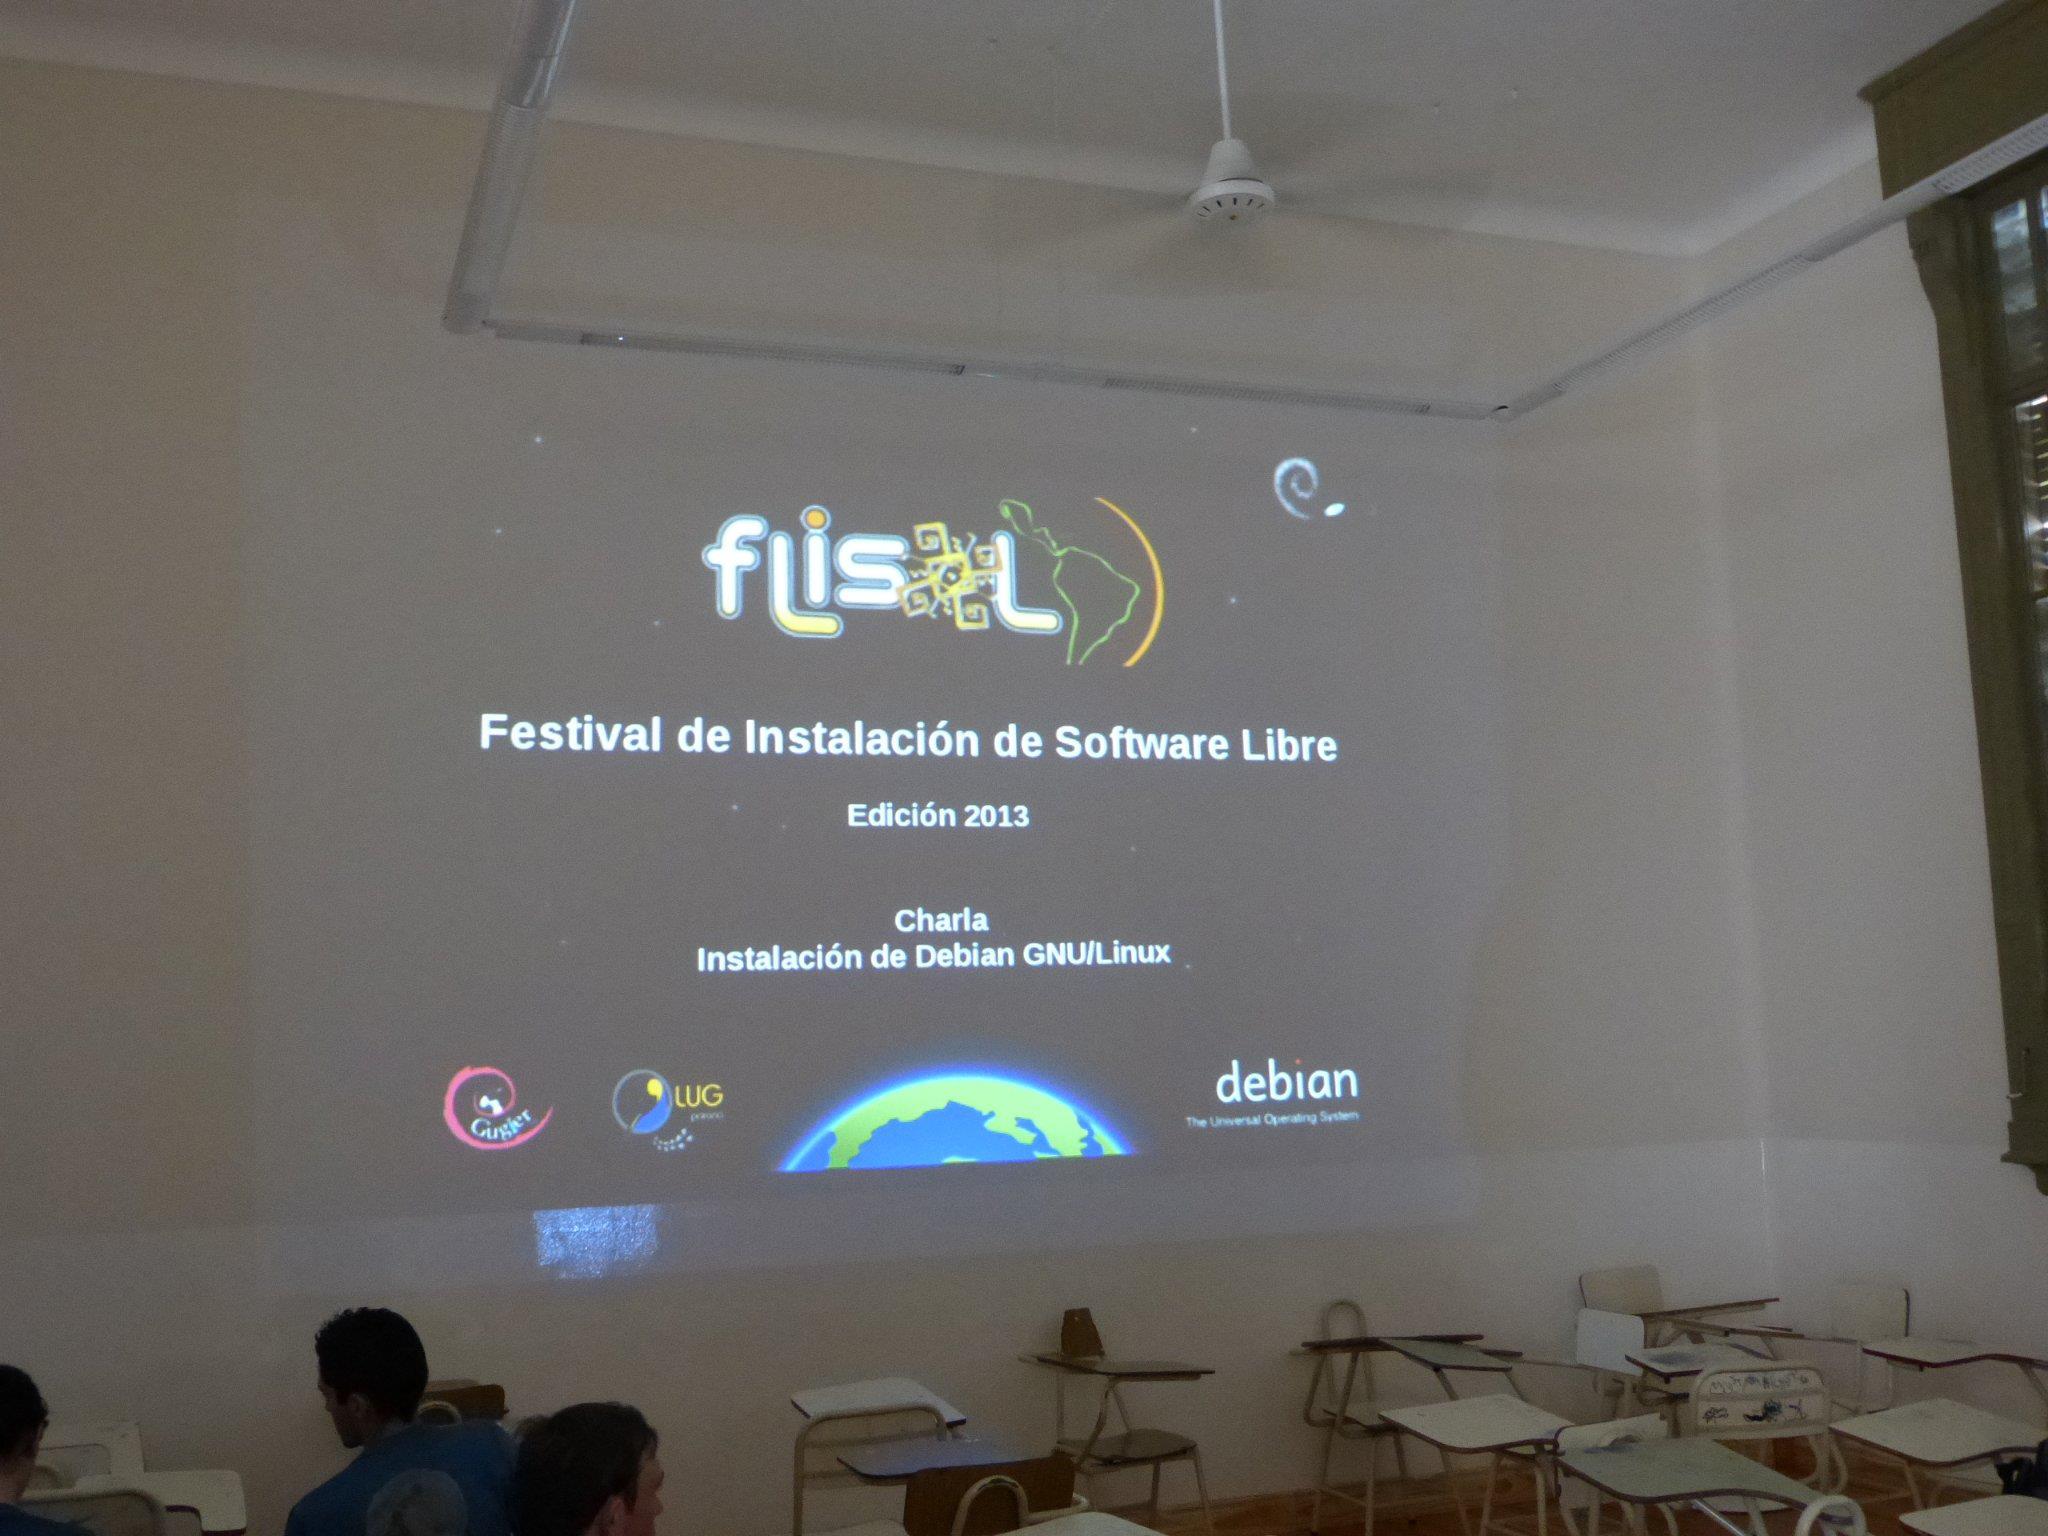 flisol
Festival de Instalación de Software Libre
Edición 2013
Charla
Instalación de Debian GNU/Linux
Gugler
LUG
debian
The Universal Operating System